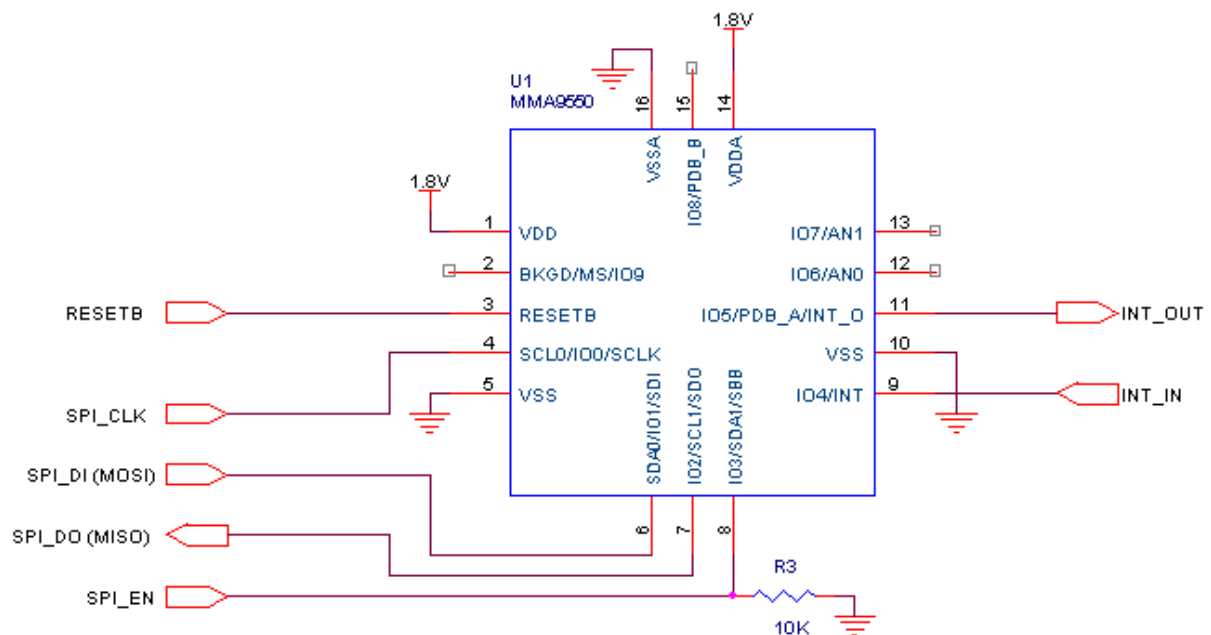 1.8V
U1
MMA9550
16
15
14
VSSA
IO8/PDB_B
VDDA
1.8V
1
VDD
IO7/AN1
13
2
BKGD/MS/IO9
IO6/AN0
12
RESETB
3
RESETB
IO5/PDB_A/INT_O
11
INT_OUT
4
SCL0/IO0/SCLK
VSS
10
5
VSS
IO4/INT
9
INT_IN
SPI_CLK
SDA0/IO1/SDI
IO2/SCL1/SDO
IO3/SDA1/SBB
SPI_DI (MOSI)
6
7
8
SPI_DO (MISO)
R3
SPI_EN
10K